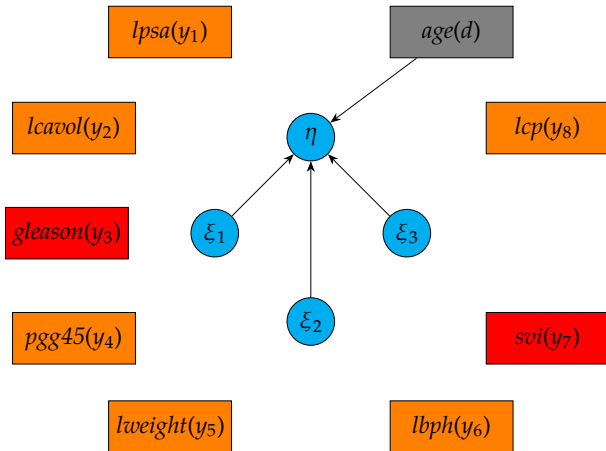 lpsa(y₁) age(d)
lcavol(y₂) η lcp(y₈)
gleason(y₃) ξ₁ ξ₃
ξ₂
pgg45(y₄) svi(y₇)
lweight(y₅) lbph(y₆)